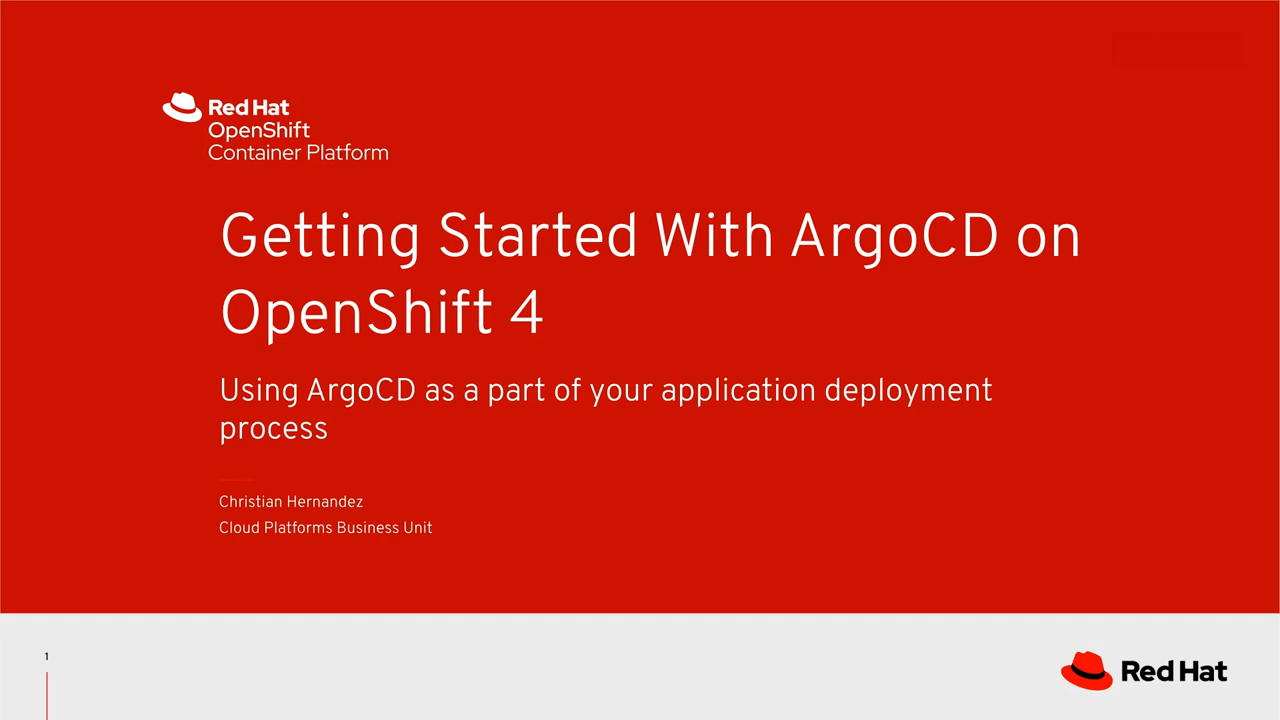 Red Hat
OpenShift
Container Platform
Getting Started With ArgoCD on
OpenShift 4
Using ArgoCD as a part of your application deployment
process
Christian Hernandez
Cloud Platforms Business Unit
1
Red Hat